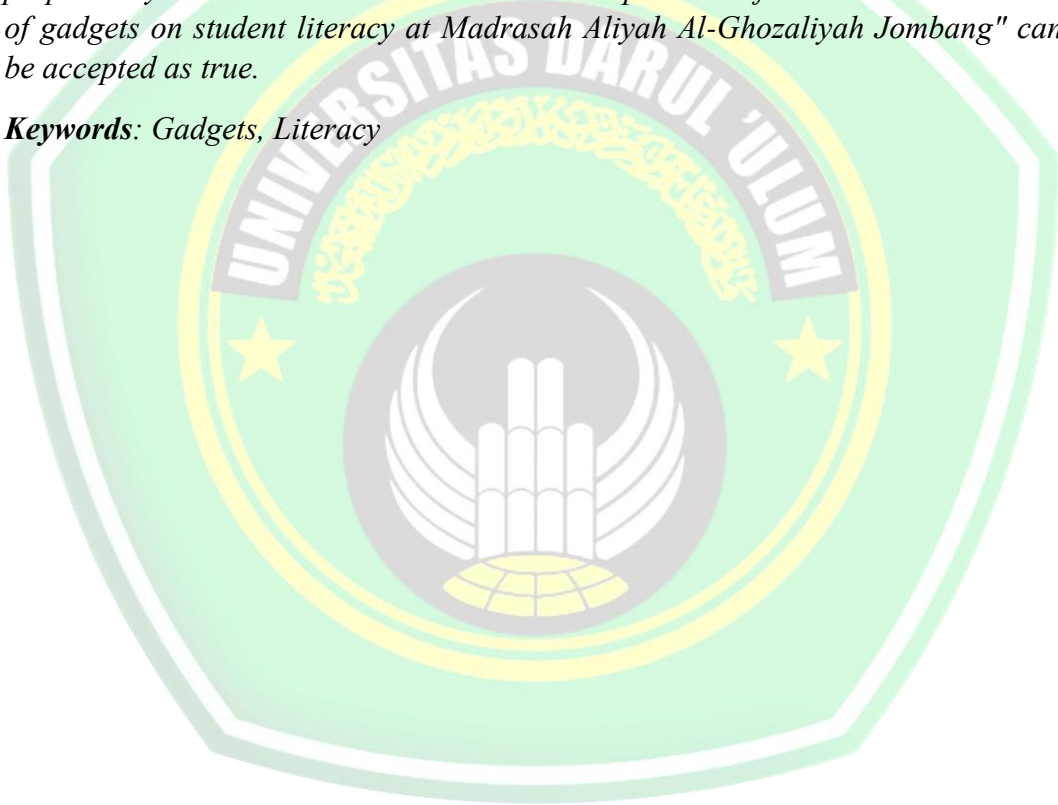 of gadgets on student literacy at Madrasah Aliyah Al-Ghozaliyah Jombang" can
be accepted as true.
Keywords: Gadgets, Literacy
UNIVERSITAS DARUL 'ULUM